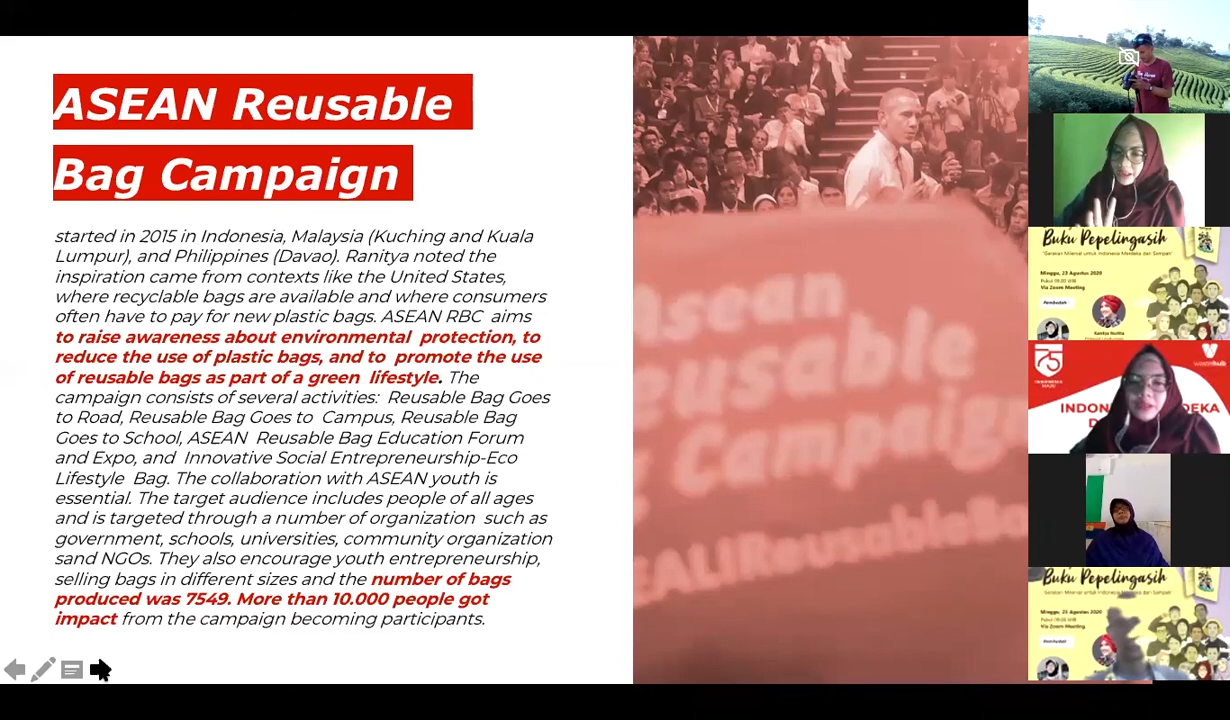 ASEAN Reusable
Bag Campaign
started in 2015 in Indonesia, Malaysia (Kuching and Kuala
Lumpur), and Philippines (Davao). Ranitya noted the
inspiration came from contexts like the United States,
where recyclable bags are available and where consumers
often have to pay for new plastic bags. ASEAN RBC aims
to raise awareness about environmental protection, to
reduce the use of plastic bags, and to promote the use
of reusable bags as part of a green lifestyle. The
campaign consists of several activities: Reusable Bag Goes
to Road, Reusable Bag Goes to Campus, Reusable Bag
Goes to School, ASEAN Reusable Bag Education Forum
and Expo, and Innovative Social Entrepreneurship-Eco
Lifestyle Bag. The collaboration with ASEAN youth is
essential. The target audience includes people of all ages
and is targeted through a number of organization such as
government, schools, universities, community organization
sand NGOs. They also encourage youth entrepreneurship,
selling bags in different sizes and the number of bags
produced was 7549. More than 10.000 people got
impact from the campaign becoming participants.
Asean
eusable
Campaign
EALIReusableBa
Buku Pepelingasih
"Gerakan Milenial untuk Indonesia Merdeka dari Sampah"
Minggu, 23 Agustus 2020
Pukul 09.00 WIB
Via Zoom Meeting
Pembedah
Ranitya Nurlita
75
INDONESIA
MAJU
INDON DEKA
D
Buku Pepelingasih
Gerakan Milenial untuk Indonesia Merdeka dari Sampah
Minggu, 23 Agustus 2020
Pukul 09.00 WIB
Via Zoom Meeting
Pembedah